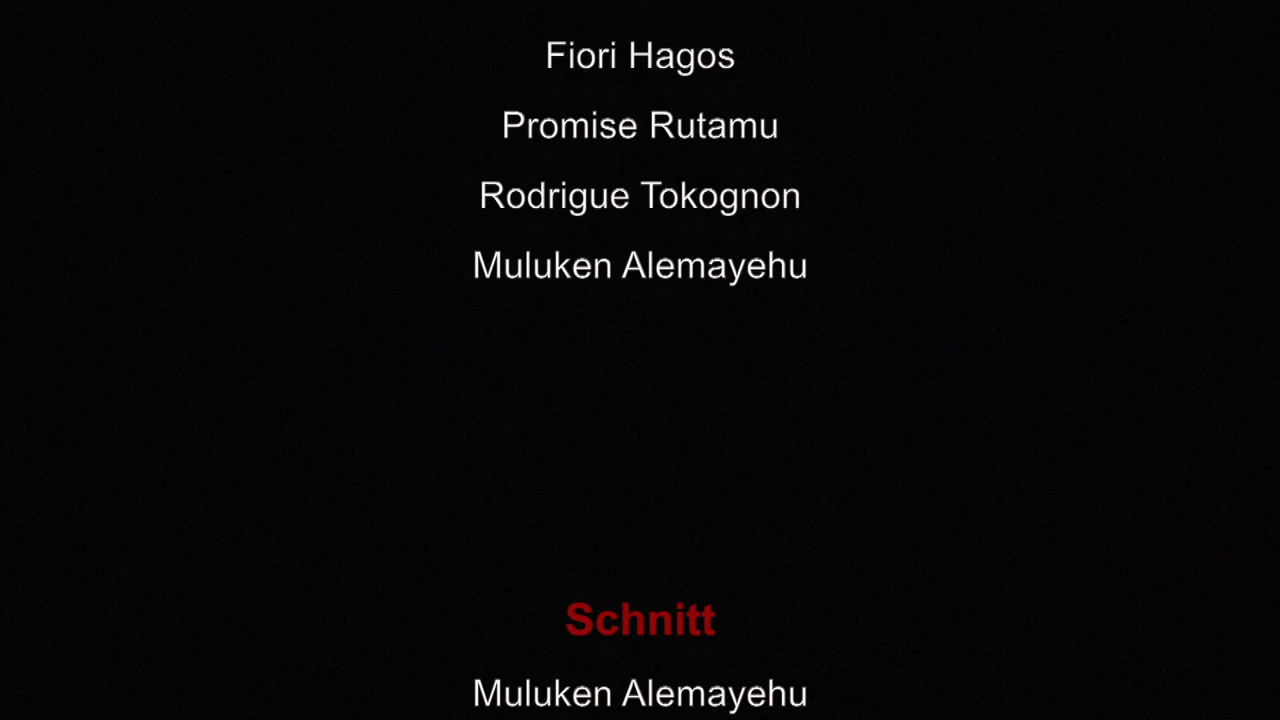 Fiori Hagos
Promise Rutamu
Rodrigue Tokognon
Muluken Alemayehu
Schnitt
Muluken Alemayehu